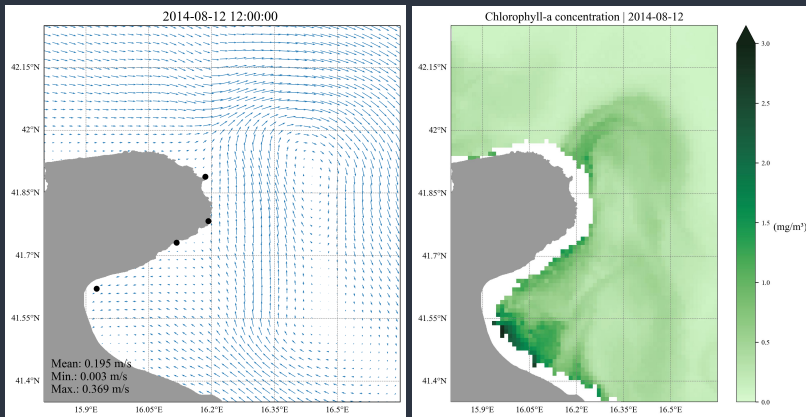 2014-08-12 12:00:00
42.15°N
42°N
41.85°N
41.7°N
41.55°N
41.4°N
Mean: 0.195 m/s
Min.: 0.003 m/s
Max.: 0.369 m/s
15.9°E 16.05°E 16.2°E 16.35°E 16.5°E
Chlorophyll-a concentration | 2014-08-12
42.15°N
42°N
41.85°N
41.7°N
41.55°N
41.4°N
15.9°E 16.05°E 16.2°E 16.35°E 16.5°E
3.0
2.5
2.0
1.5
(mg/m³)
1.0
0.5
0.0